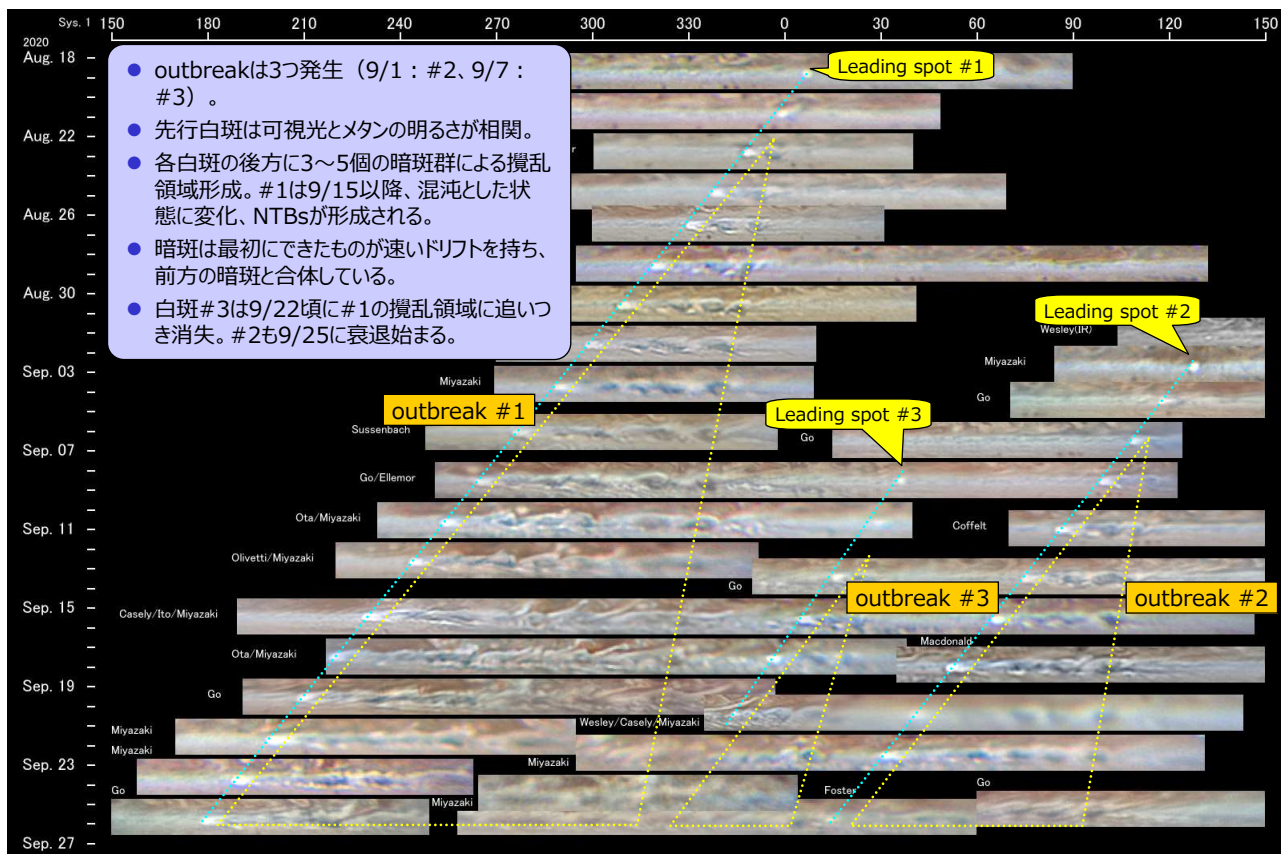 Sys. 1 150 180 210 240 270 300 330 0 30 60 90 120 150
2020
Aug. 18
● outbreakは3つ発生（9/1：#2、9/7：
#3）。
● 先行白斑は可視光とメタンの明るさが相関。
● 各白斑の後方に3～5個の暗斑群による攪乱
領域形成。#1は9/15以降、混沌とした状
態に変化、NTBsが形成される。
● 暗斑は最初にできたものが速いドリフトを持ち、
前方の暗斑と合体している。
● 白斑#3は9/22頃に#1の攪乱領域に追いつ
き消失。#2も9/25に衰退始まる。
Leading spot #1
Aug. 22
r
Aug. 26
Aug. 30
Leading spot #2
Wesley(IR)
Miyazaki
Sep. 03
Miyazaki
Go
outbreak #1
Leading spot #3
Sussenbach
Go
Sep. 07
Go/Ellemor
Ota/Miyazaki
Sep. 11
Coffelt
Olivetti/Miyazaki
Go
outbreak #3
outbreak #2
Sep. 15
Casely/Ito/Miyazaki
Ota/Miyazaki
Macdonald
Sep. 19
Go
Wesley/Casely/Miyazaki
Miyazaki
Miyazaki
Sep. 23
Miyazaki
Go
Go
Miyazaki
Foster
Sep. 27